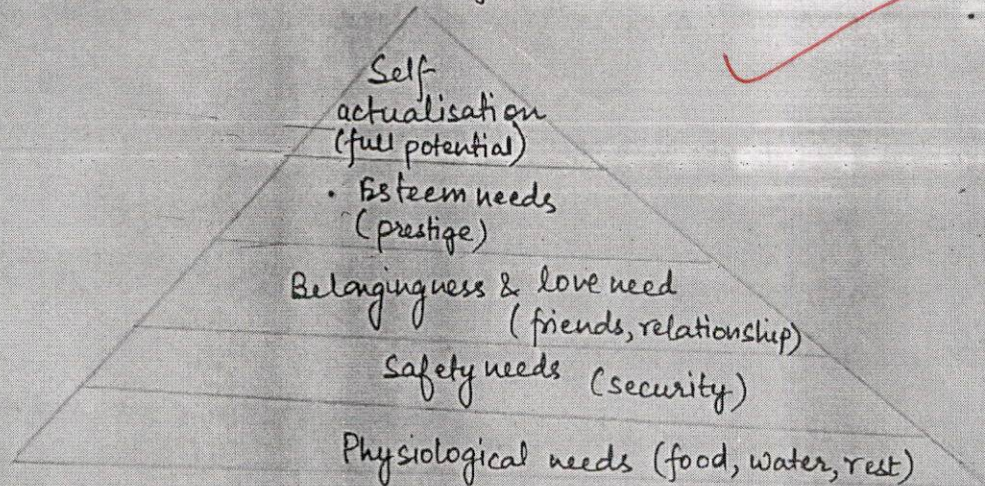 Self-
actualisation
(full potential)
• Esteem needs
(prestige)
Belongingness & love need
(friends, relationship)
Safety needs (security)
Physiological needs (food, water, rest)